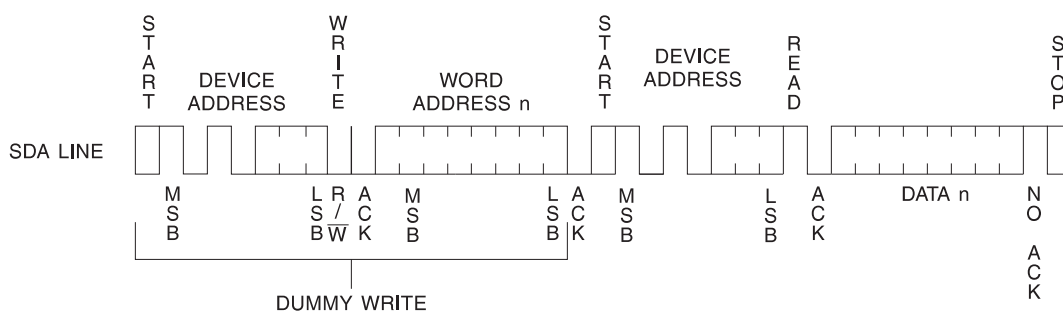 START
WRITE
START
READ
STOP
DEVICE
ADDRESS
WORD
ADDRESS n
DEVICE
ADDRESS
SDA LINE
MSB
LSB
R/W
ACK
MSB
LSB
ACK
MSB
LSB
ACK
DATA n
NO ACK
DUMMY WRITE